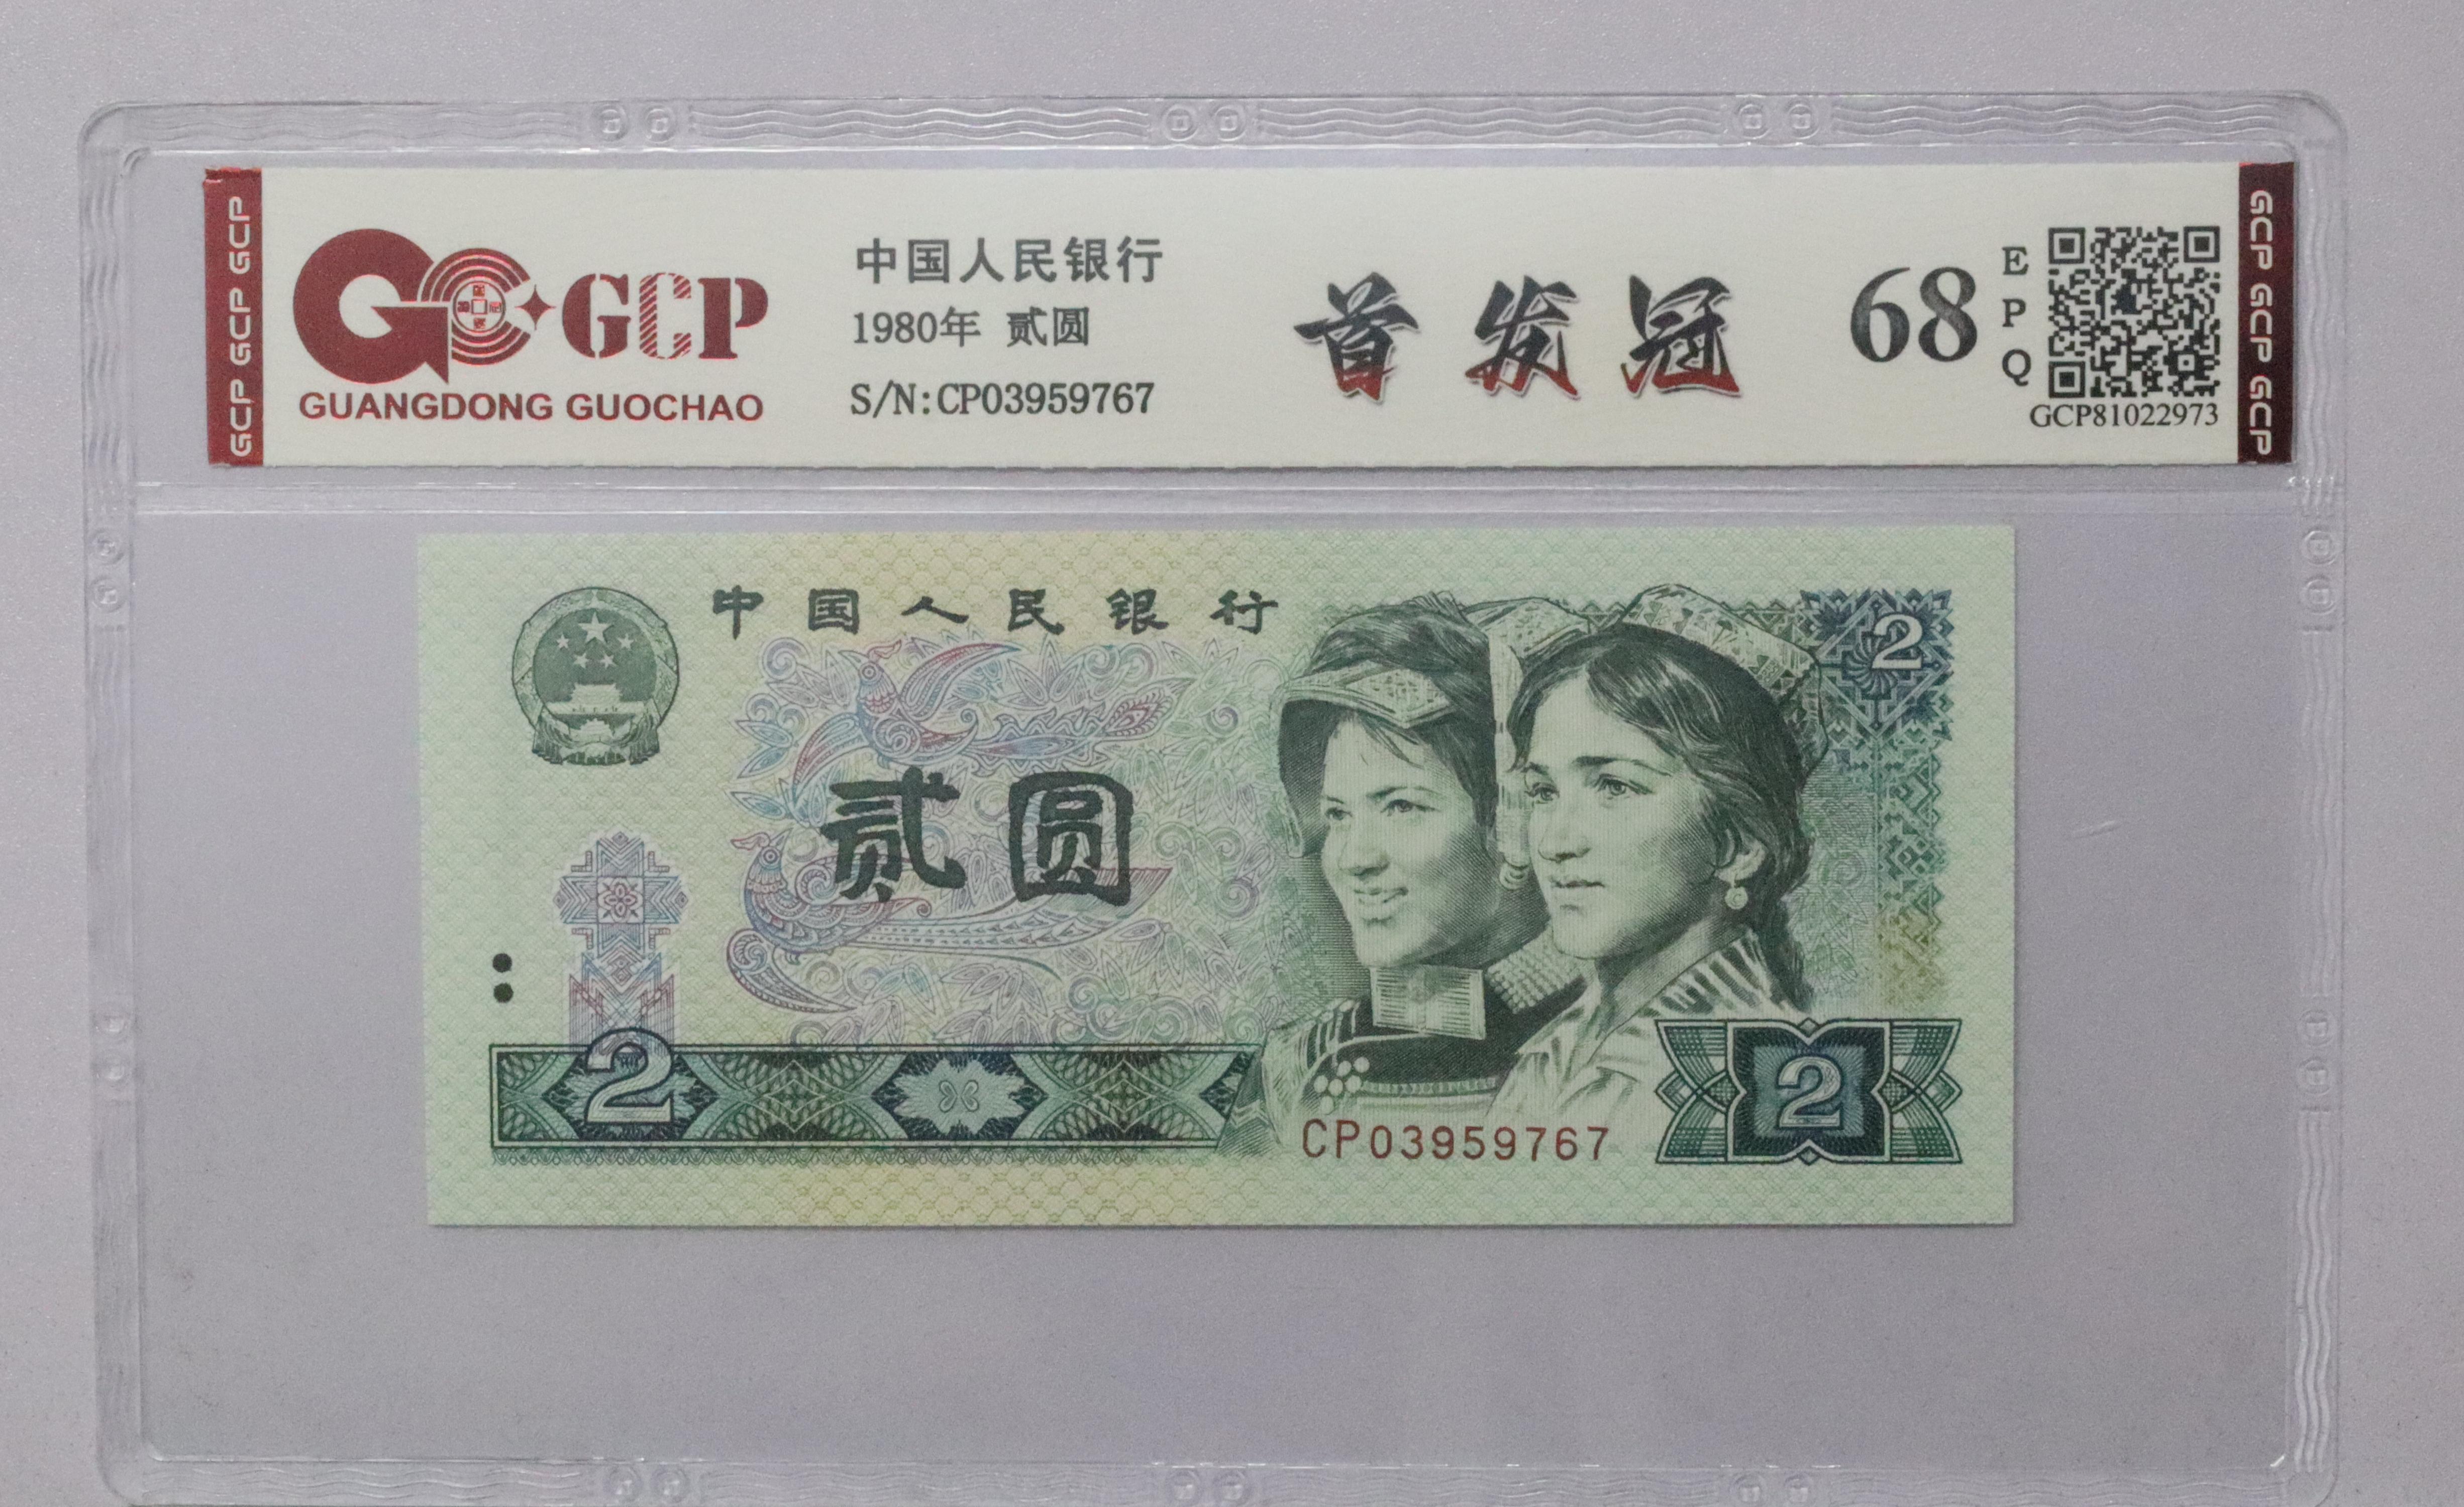 GCP GCP GCP
GCP
GUANGDONG GUOCHAO
中国人民银行
1980年 贰圆
S/N:CP03959767
首发冠
68
EPQ
GCP81022973
GCP GCP GCP
中国人民银行
2
贰圆
2
CP03959767
2